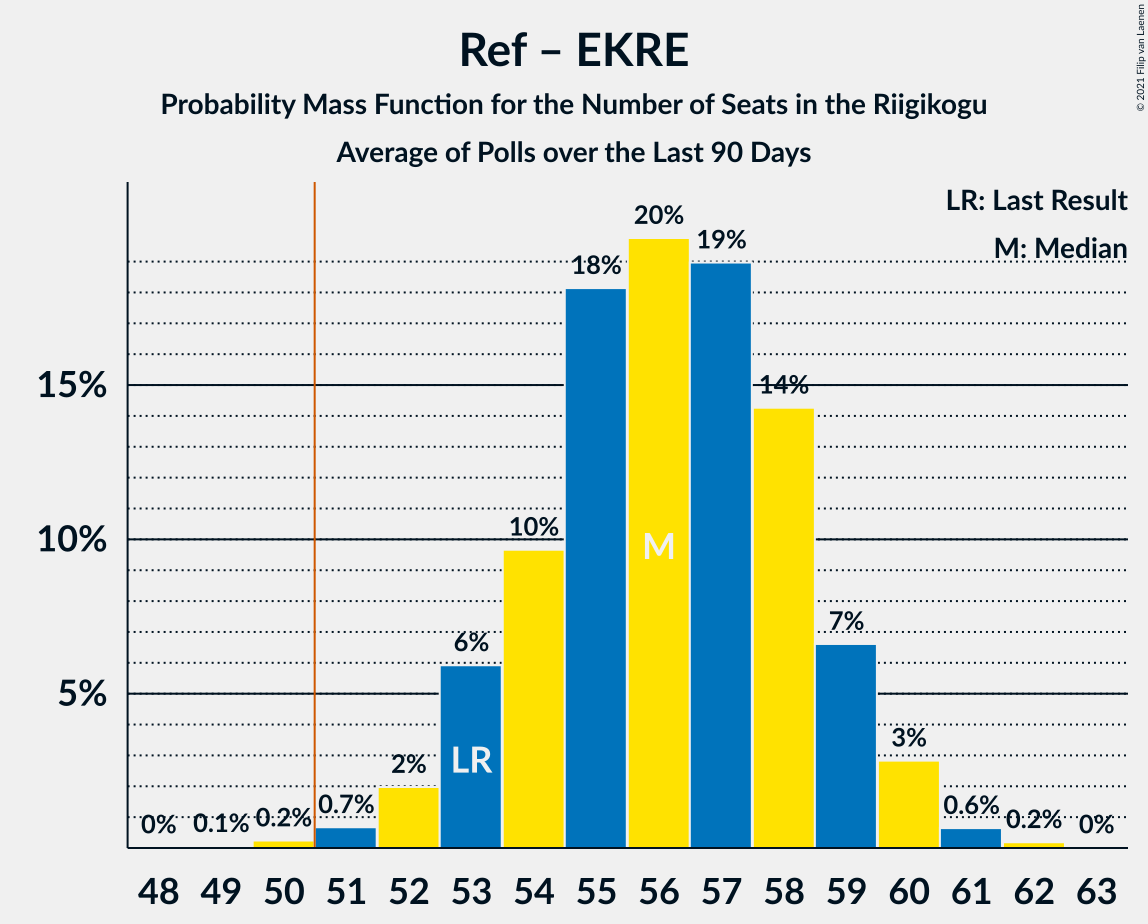 Ref – EKRE
Probability Mass Function for the Number of Seats in the Riigikogu
Average of Polls over the Last 90 Days
© 2021 Filip van Laenen
LR: Last Result
M: Median
20%
19%
18%
15%
14%
10%
10%
M
7%
6%
5%
3%
LR
2%
0.7%
0.6%
0%
0.1%
0.2%
0.2%
0%
48 49 50 51 52 53 54 55 56 57 58 59 60 61 62 63